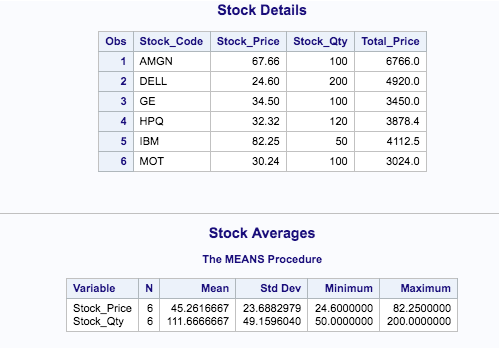 Stock Details
Obs Stock_Code Stock_Price Stock_Qty Total_Price
1 AMGN 67.66 100 6766.0
2 DELL 24.60 200 4920.0
3 GE 34.50 100 3450.0
4 HPQ 32.32 120 3878.4
5 IBM 82.25 50 4112.5
6 MOT 30.24 100 3024.0
Stock Averages
The MEANS Procedure
Variable N Mean Std Dev Minimum Maximum
Stock_Price 6 45.2616667 23.6882979 24.6000000 82.2500000
Stock_Qty 6 111.6666667 49.1596040 50.0000000 200.0000000